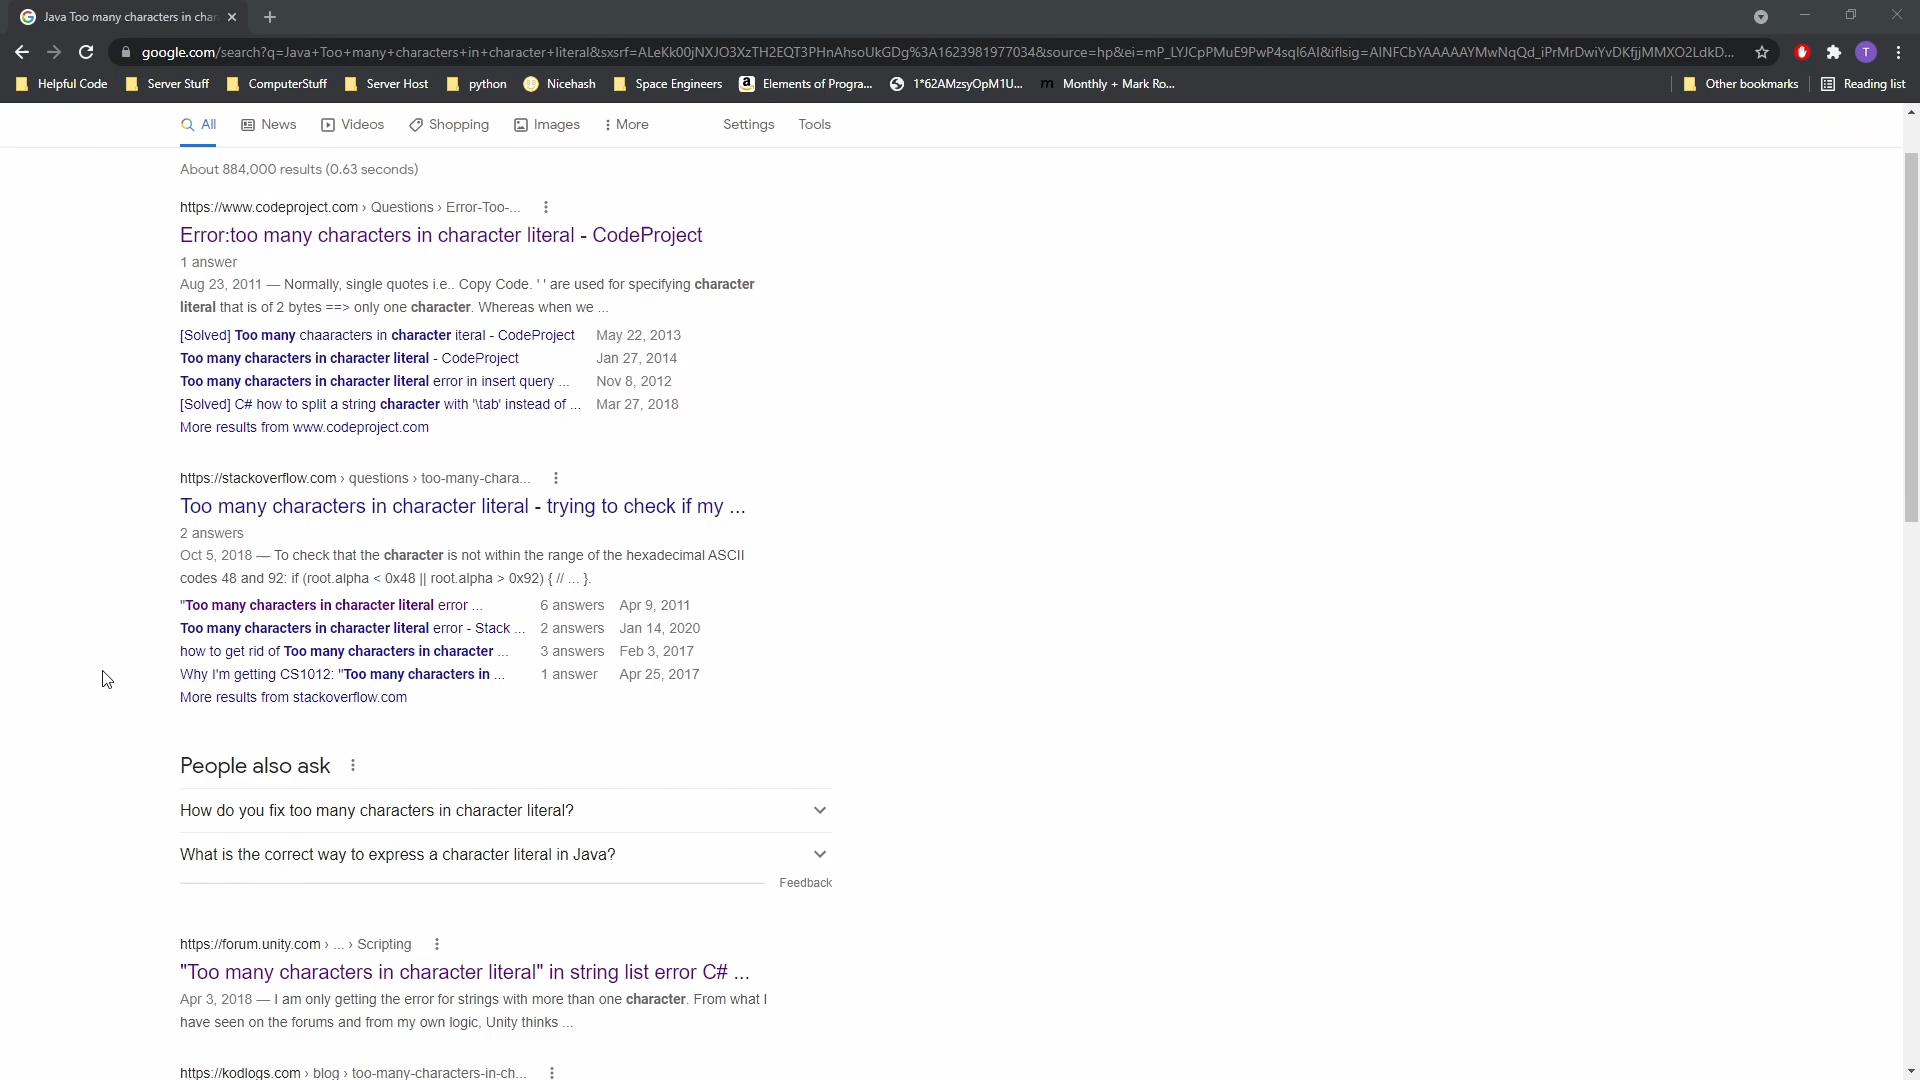 Java Too many characters in char
google.com/search?q=Java+Too+many+characters+in+character+literal&sxsrf=ALeKk00jNXJO3XzTH2EQT3PHnAhsoUkGDg%3A1623981977034&source=hp&ei=mP_LYJCpPMuE9PwP4sql6AI&iflsig=AINFCbYAAAAAYMwNqQd_iPrMrDwiYvDKfjjMMXO2LdkD...
T
Helpful Code
Server Stuff
ComputerStuff
Server Host
python
Nicehash
Space Engineers
Elements of Progra...
1*62AMzsyOpM1U...
Monthly + Mark Ro...
Other bookmarks
Reading list
All
News
Videos
Shopping
Images
More
Settings
Tools
About 884,000 results (0.63 seconds)
https://www.codeproject.com › Questions › Error-Too-...
Error:too many characters in character literal - CodeProject
1 answer
Aug 23, 2011 — Normally, single quotes i.e.. Copy Code. ' ' are used for specifying character
literal that is of 2 bytes ==> only one character. Whereas when we ...
[Solved] Too many chaaracters in character iteral - CodeProject May 22, 2013
Too many characters in character literal - CodeProject Jan 27, 2014
Too many characters in character literal error in insert query ... Nov 8, 2012
[Solved] C# how to split a string character with '\tab' instead of ... Mar 27, 2018
More results from www.codeproject.com
https://stackoverflow.com › questions › too-many-chara...
Too many characters in character literal - trying to check if my ...
2 answers
Oct 5, 2018 — To check that the character is not within the range of the hexadecimal ASCII
codes 48 and 92: if (root.alpha < 0x48 || root.alpha > 0x92) { // ... }.
"Too many characters in character literal error ... 6 answers Apr 9, 2011
Too many characters in character literal error - Stack ... 2 answers Jan 14, 2020
how to get rid of Too many characters in character ... 3 answers Feb 3, 2017
Why I'm getting CS1012: "Too many characters in ... 1 answer Apr 25, 2017
More results from stackoverflow.com
People also ask
How do you fix too many characters in character literal?
What is the correct way to express a character literal in Java?
Feedback
https://forum.unity.com › ... › Scripting
"Too many characters in character literal" in string list error C# ...
Apr 3, 2018 — I am only getting the error for strings with more than one character. From what I
have seen on the forums and from my own logic, Unity thinks ...
https://kodlogs.com › blog › too-many-characters-in-ch...